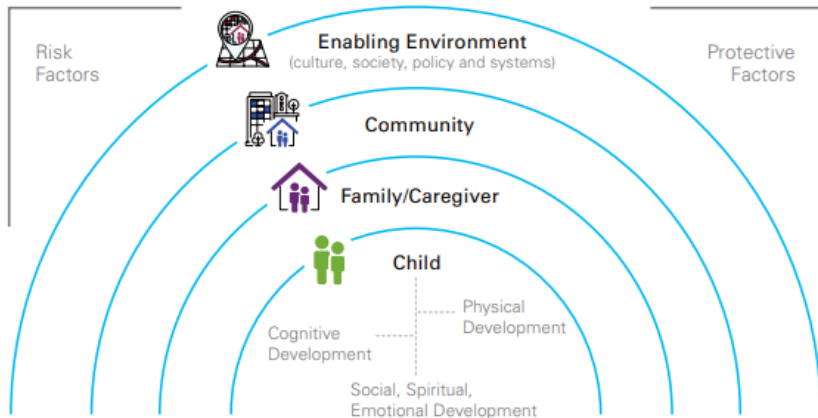 Risk
Factors
Enabling Environment
(culture, society, policy and systems)
Protective
Factors
Community
Family/Caregiver
Child
Physical
Development
Cognitive
Development
Social, Spiritual,
Emotional Development